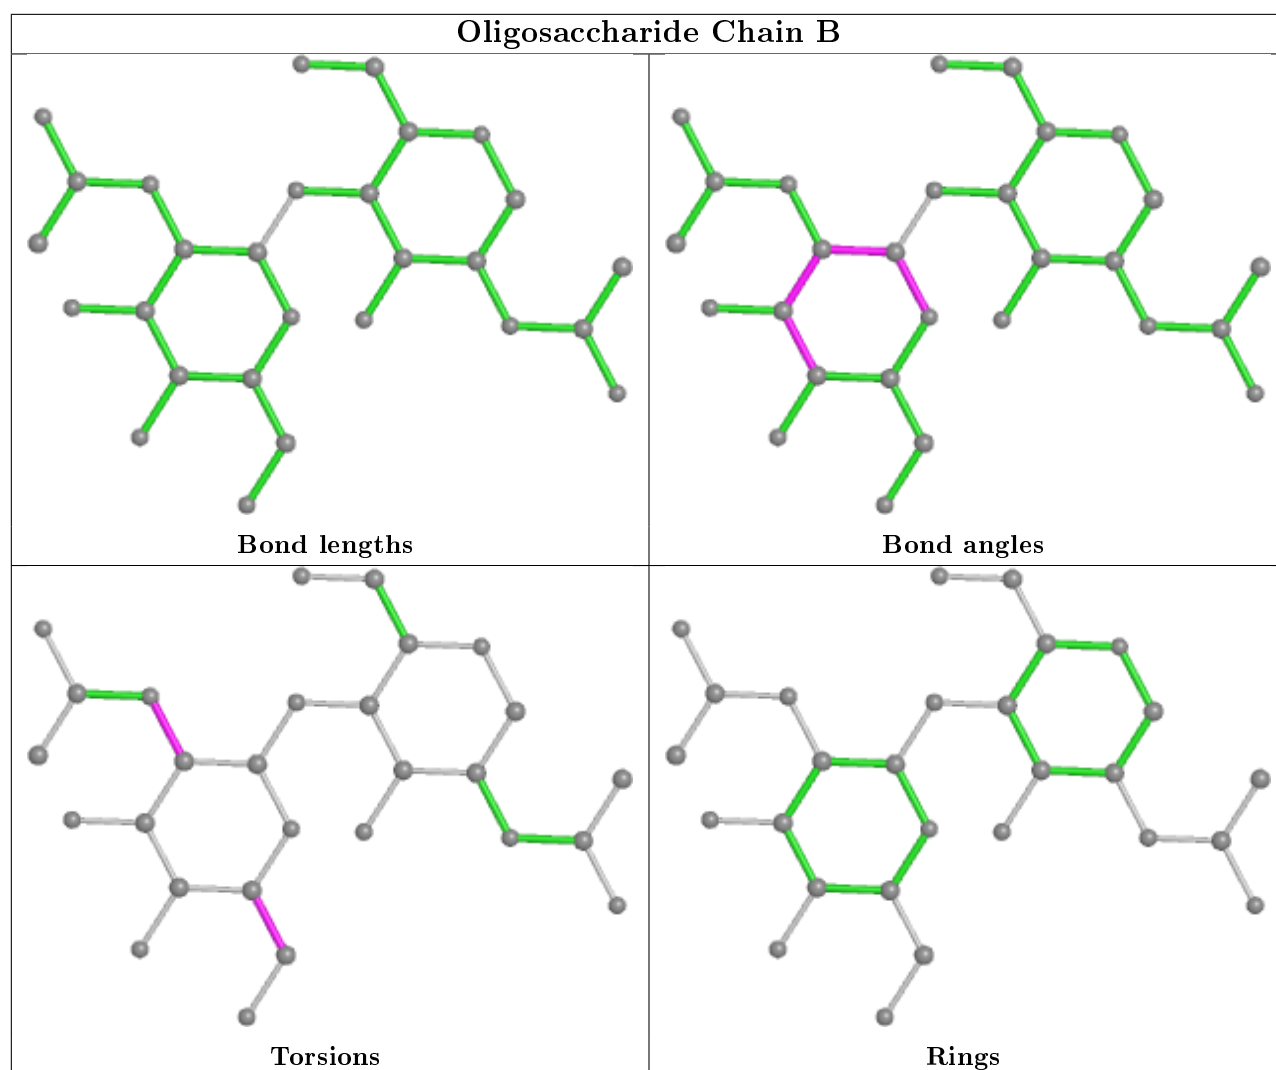 Oligosaccharide Chain B
Bond lengths
Bond angles
Torsions
Rings